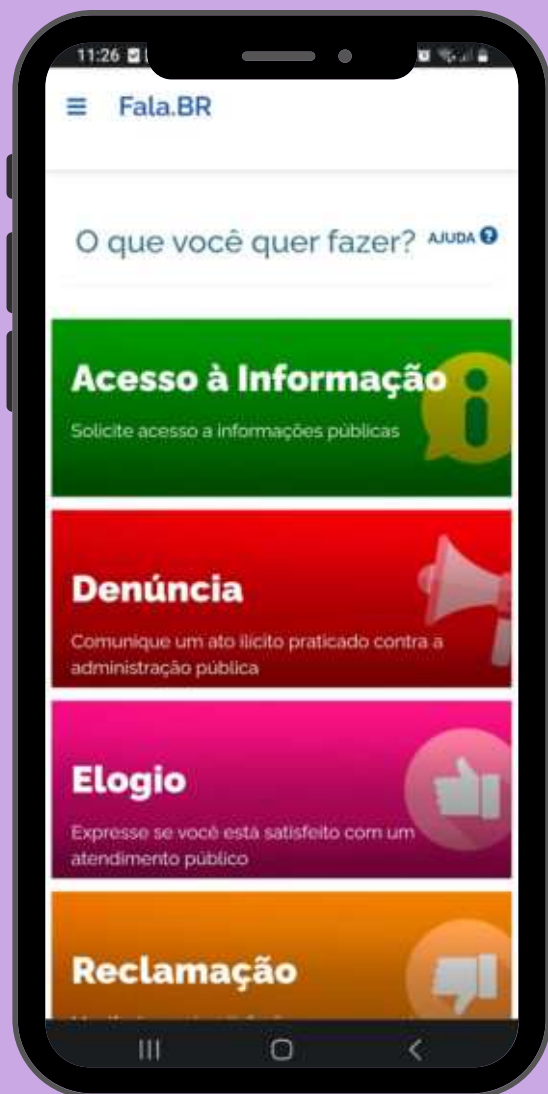 11:26
Fala.BR
O que você quer fazer? AJUDA
Acesso à Informação
Solicite acesso a informações públicas
Denúncia
Comunique um ato ilícito praticado contra a
administração pública
Elogio
Expresse se você está satisfeito com um
atendimento público
Reclamação